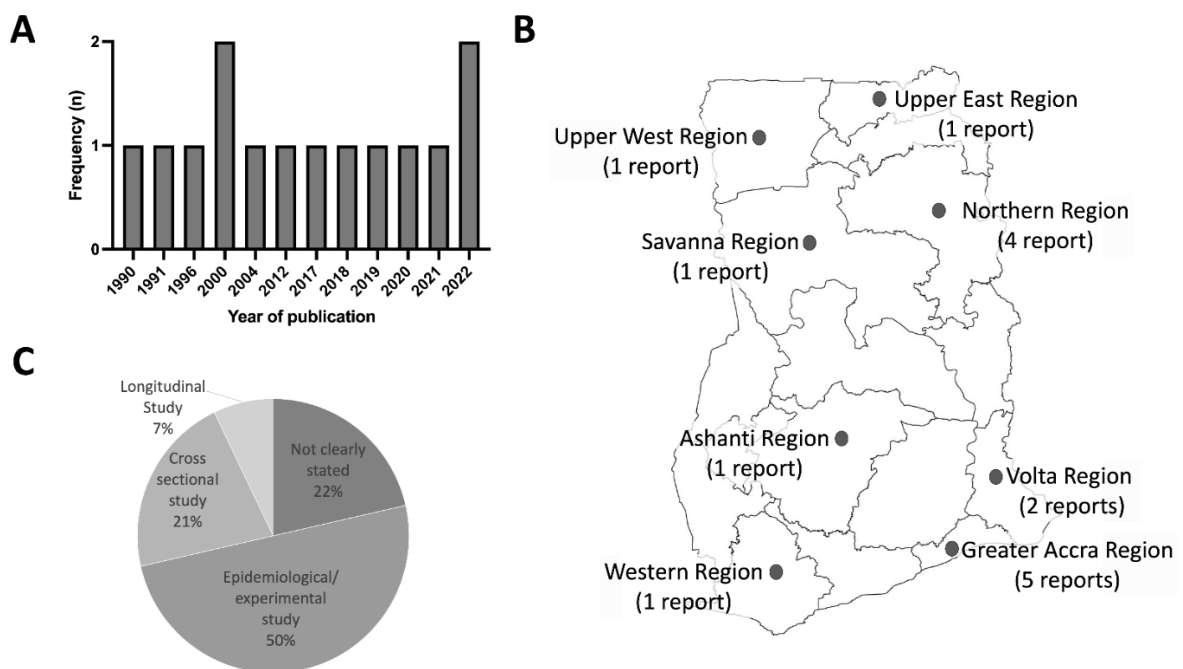 A
Frequency (n)
2
1
0
1990
1991
1996
2000
2004
2012
2017
2018
2019
2020
2021
2022
Year of publication
B
Upper East Region
(1 report)
Upper West Region
(1 report)
Northern Region
(4 report)
Savanna Region
(1 report)
Ashanti Region
(1 report)
Volta Region
(2 reports)
Greater Accra Region
(5 reports)
Western Region
(1 report)
C
Longitudinal
Study
7%
Not clearly
stated
22%
Cross
sectional
study
21%
Epidemiological/
experimental
study
50%